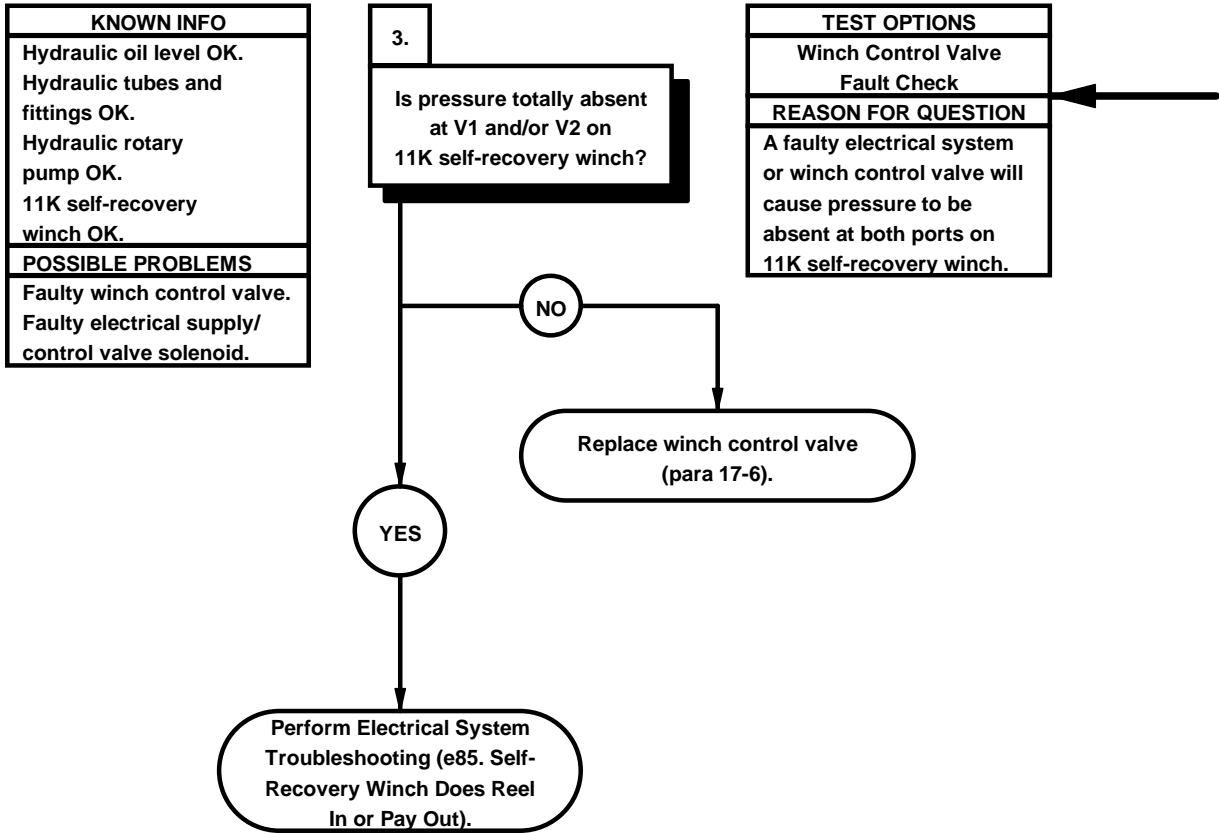 KNOWN INFO
Hydraulic oil level OK.
Hydraulic tubes and
fittings OK.
Hydraulic rotary
pump OK.
11K self-recovery
winch OK.
POSSIBLE PROBLEMS
Faulty winch control valve.
Faulty electrical supply/
control valve solenoid.
3.
Is pressure totally absent
at V1 and/or V2 on
11K self-recovery winch?
TEST OPTIONS
Winch Control Valve
Fault Check
REASON FOR QUESTION
A faulty electrical system
or winch control valve will
cause pressure to be
absent at both ports on
11K self-recovery winch.
NO
Replace winch control valve
(para 17-6).
YES
Perform Electrical System
Troubleshooting (e85. Self-
Recovery Winch Does Reel
In or Pay Out).